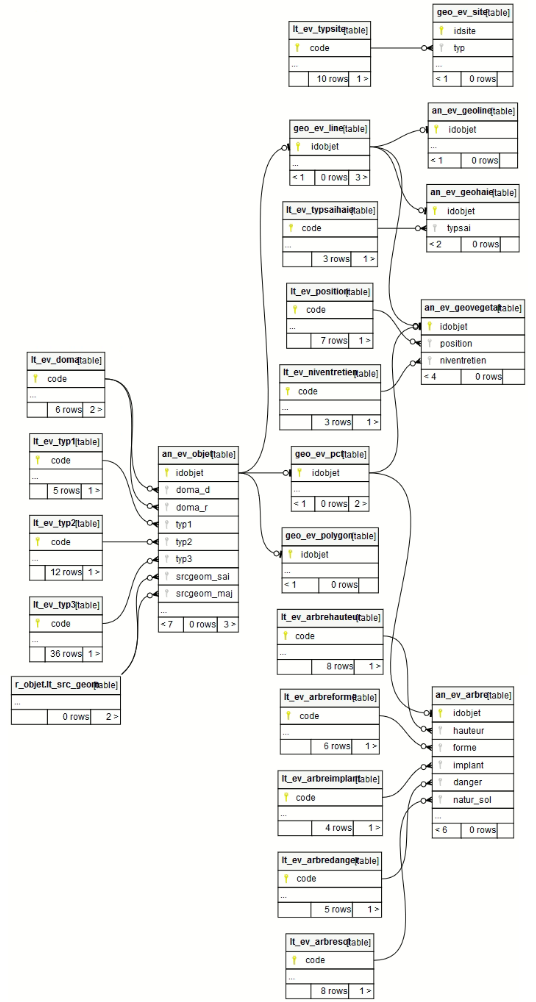 lt_ev_typsite [table]
code
...
10 rows 1 >
geo_ev_site [table]
idsite
typ
...
< 1 0 rows
geo_ev_line [table]
idobjet
...
< 1 0 rows 3 >
an_ev_geoline [table]
idobjet
...
< 1 0 rows
lt_ev_typsaihaie [table]
code
...
3 rows 1 >
an_ev_geohaie [table]
idobjet
typsai
...
< 2 0 rows
lt_ev_position [table]
code
...
7 rows 1 >
an_ev_geovegetat [table]
idobjet
position
niventretien
...
< 4 0 rows
lt_ev_niventretien [table]
code
...
3 rows 1 >
lt_ev_doma [table]
code
...
6 rows 2 >
lt_ev_typ1 [table]
code
...
5 rows 1 >
lt_ev_typ2 [table]
code
...
12 rows 1 >
lt_ev_typ3 [table]
code
...
36 rows 1 >
r_objet.lt_src_geom [table]
...
0 rows 2 >
an_ev_objet [table]
idobjet
doma_d
doma_r
typ1
typ2
typ3
srcgeom_sai
srcgeom_maj
...
< 7 0 rows 3 >
geo_ev_pct [table]
idobjet
...
< 1 0 rows 2 >
geo_ev_polygon [table]
idobjet
...
< 1 0 rows
lt_ev_arbrehauteur [table]
code
...
8 rows 1 >
lt_ev_arbreforme [table]
code
...
6 rows 1 >
lt_ev_arbreimplant [table]
code
...
4 rows 1 >
lt_ev_arbredanger [table]
code
...
5 rows 1 >
lt_ev_arbresol [table]
code
...
8 rows 1 >
an_ev_arbre [table]
idobjet
hauteur
forme
implant
danger
natur_sol
...
< 6 0 rows